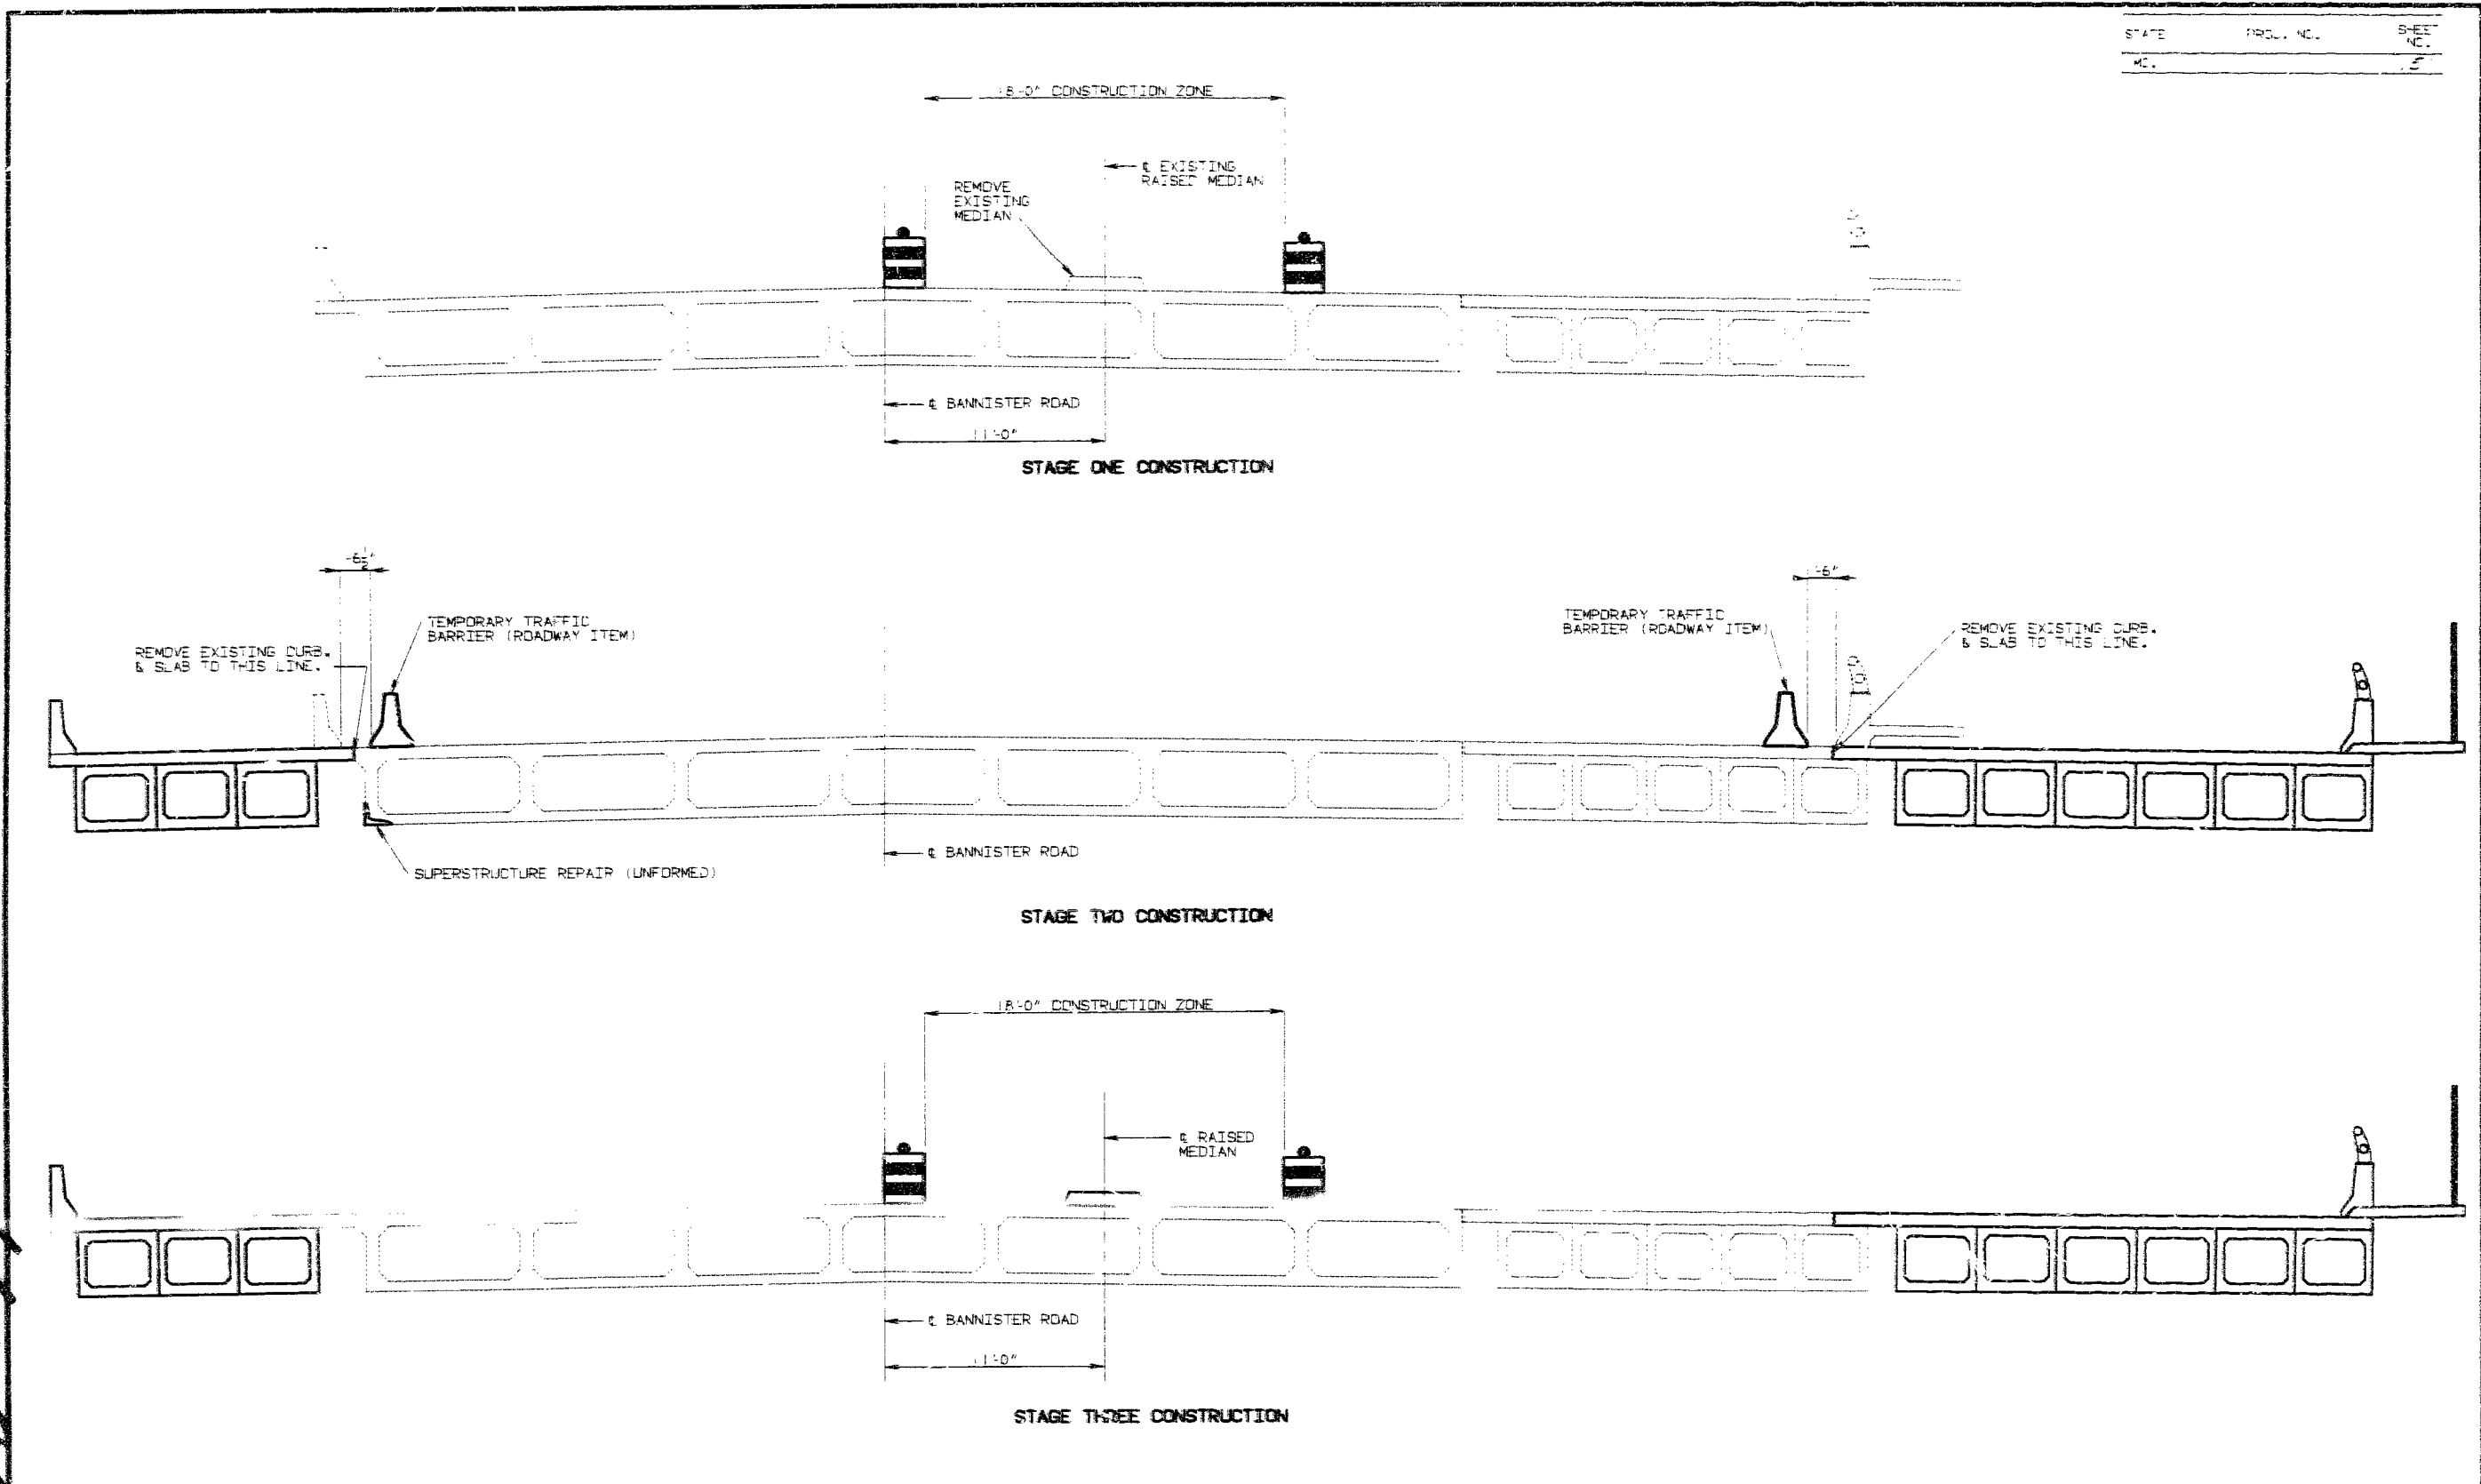 STATE PROJ. NO. SHEET NO.
MO.
18'-0" CONSTRUCTION ZONE
℄ EXISTING
RAISED MEDIAN
REMOVE
EXISTING
MEDIAN
℄ BANNISTER ROAD
11'-0"
STAGE ONE CONSTRUCTION
TEMPORARY TRAFFIC
BARRIER (ROADWAY ITEM)
REMOVE EXISTING CURB.
& SLAB TO THIS LINE.
TEMPORARY TRAFFIC
BARRIER (ROADWAY ITEM)
REMOVE EXISTING CURB.
& SLAB TO THIS LINE.
℄ BANNISTER ROAD
SUPERSTRUCTURE REPAIR (UNFORMED)
STAGE TWO CONSTRUCTION
18'-0" CONSTRUCTION ZONE
℄ RAISED
MEDIAN
℄ BANNISTER ROAD
11'-0"
STAGE THREE CONSTRUCTION